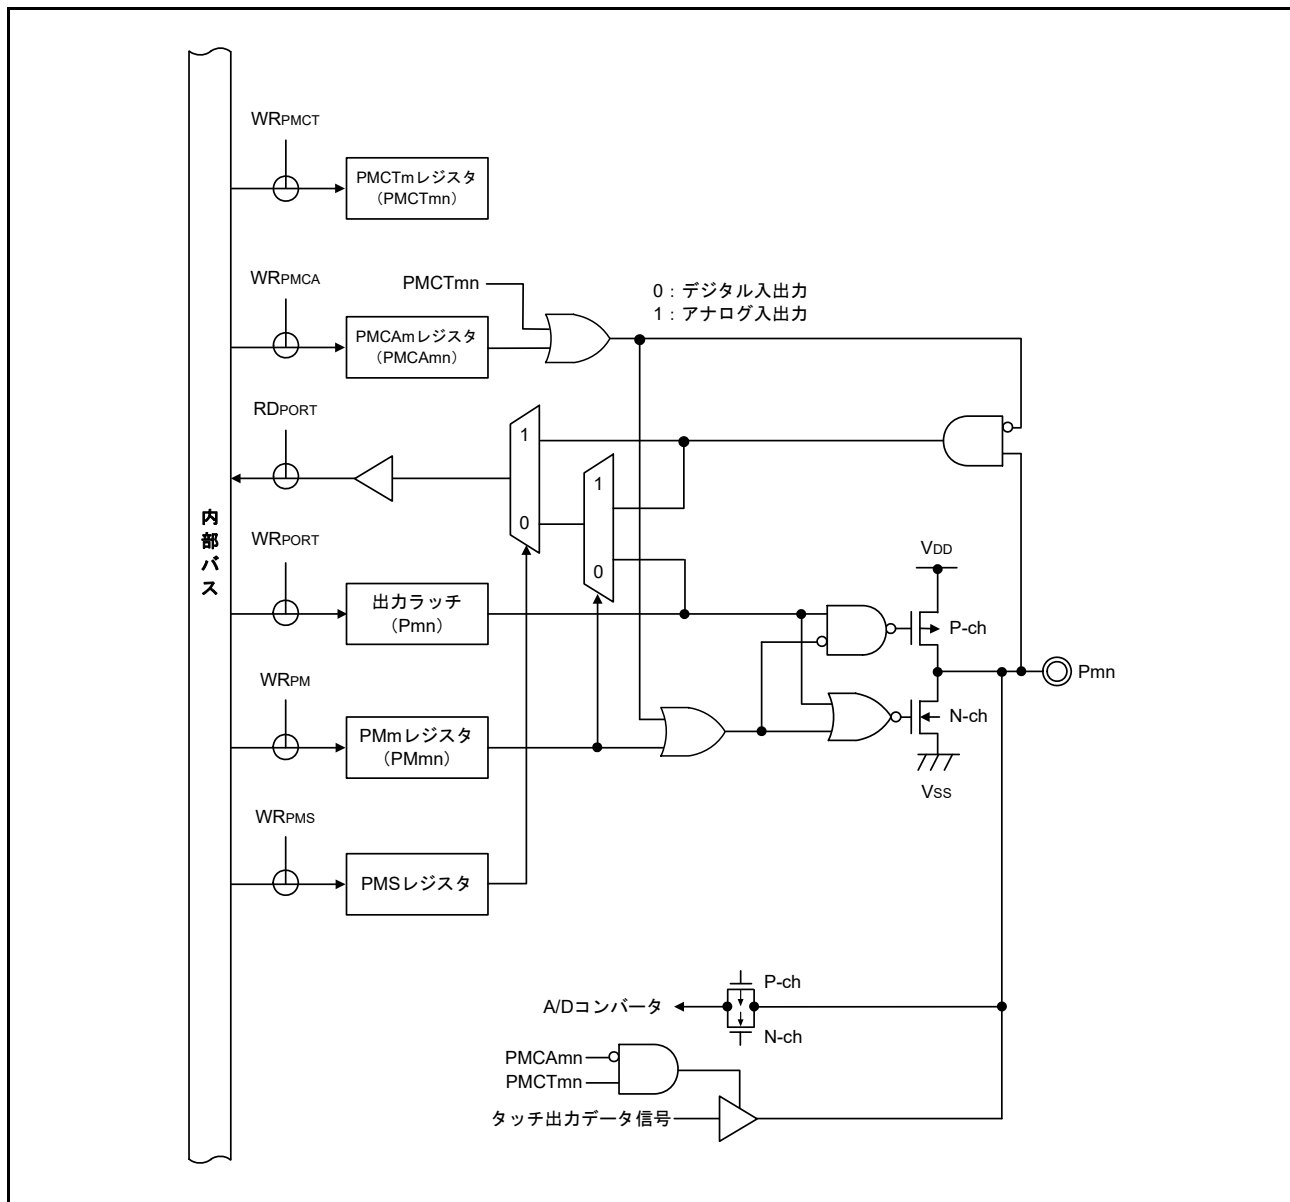 WRPMCT
PMCTmレジスタ
(PMCTmn)
WRPMCA
PMCTmn
0：デジタル入出力
1：アナログ入出力
PMCAmレジスタ
(PMCAmn)
RDPORT
1
1
0
0
内部バス
WRPORT
VDD
出力ラッチ
(Pmn)
P-ch
Pmn
WRPM
N-ch
PMmレジスタ
(PMmn)
VSS
WRPMS
PMSレジスタ
P-ch
A/Dコンバータ
N-ch
PMCAmn
PMCTmn
タッチ出力データ信号